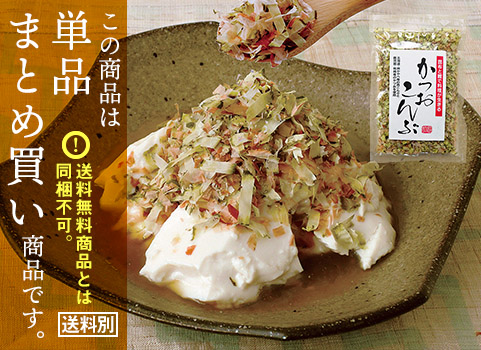 この商品は
単品
まとめ買い商品です。
!
送料無料商品とは
同梱不可。
送料別
かつお
こんぶ